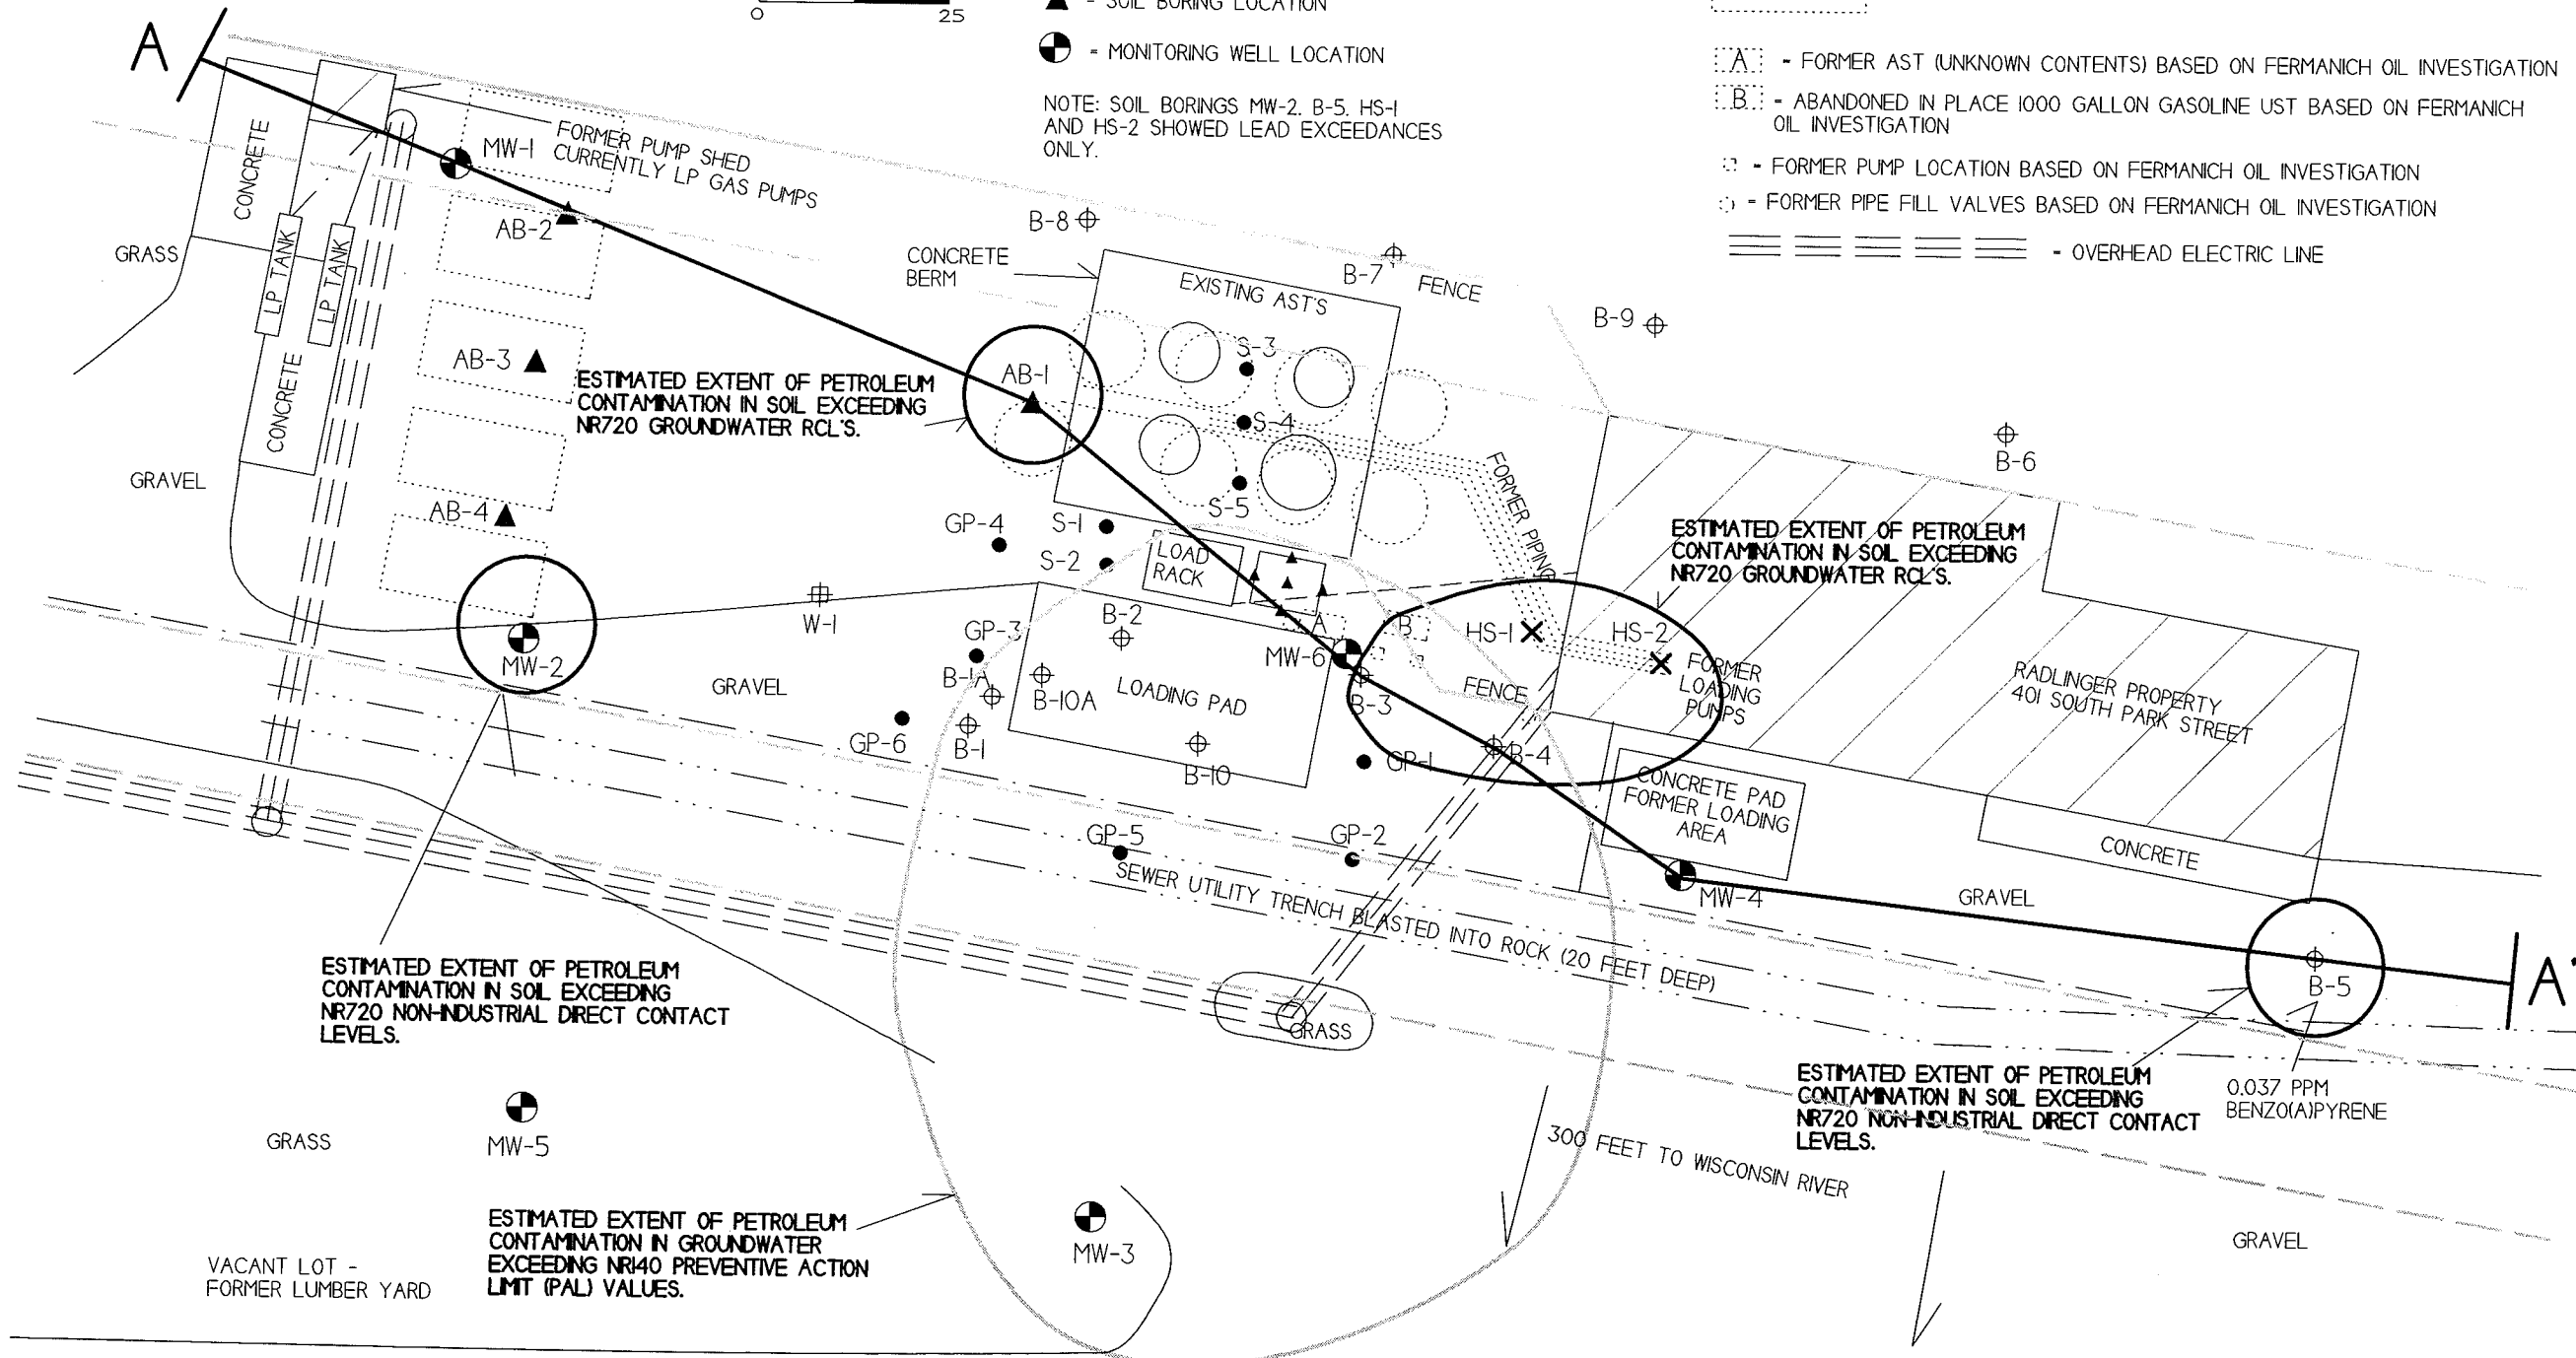 0 25
▲ - SOIL BORING LOCATION
- MONITORING WELL LOCATION
NOTE: SOIL BORINGS MW-2, B-5, HS-1
AND HS-2 SHOWED LEAD EXCEEDANCES
ONLY.
A - FORMER AST (UNKNOWN CONTENTS) BASED ON FERMANICH OIL INVESTIGATION
B - ABANDONED IN PLACE 1000 GALLON GASOLINE UST BASED ON FERMANICH
OIL INVESTIGATION
- FORMER PUMP LOCATION BASED ON FERMANICH OIL INVESTIGATION
- FORMER PIPE FILL VALVES BASED ON FERMANICH OIL INVESTIGATION
- OVERHEAD ELECTRIC LINE
A
CONCRETE
MW-1
FORMER PUMP SHED
CURRENTLY LP GAS PUMPS
AB-2
GRASS
LP TANK
LP TANK
CONCRETE
AB-3
GRAVEL
AB-4
ESTIMATED EXTENT OF PETROLEUM
CONTAMINATION IN SOIL EXCEEDING
NR720 GROUNDWATER RCL'S.
B-8
CONCRETE
BERM
EXISTING AST'S
B-7
FENCE
B-9
AB-1
S-3
S-4
S-5
B-6
FORMER PIPING
GP-4
S-1
S-2
LOAD
RACK
ESTIMATED EXTENT OF PETROLEUM
CONTAMINATION IN SOIL EXCEEDING
NR720 GROUNDWATER RCL'S.
W-1
MW-2
GRAVEL
GP-3
B-2
A
B
HS-1
HS-2
MW-6
B-1A
B-10A
LOADING PAD
B-3
FENCE
FORMER
LOADING
PUMPS
RADLINGER PROPERTY
401 SOUTH PARK STREET
GP-6
B-1
B-10
GP-1
B-4
CONCRETE PAD
FORMER LOADING
AREA
GP-5
GP-2
CONCRETE
SEWER UTILITY TRENCH BLASTED INTO ROCK (20 FEET DEEP)
MW-4
GRAVEL
B-5
A'
ESTIMATED EXTENT OF PETROLEUM
CONTAMINATION IN SOIL EXCEEDING
NR720 NON-INDUSTRIAL DIRECT CONTACT
LEVELS.
GRASS
ESTIMATED EXTENT OF PETROLEUM
CONTAMINATION IN SOIL EXCEEDING
NR720 NON-INDUSTRIAL DIRECT CONTACT
LEVELS.
0.037 PPM
BENZO(A)PYRENE
MW-5
GRASS
300 FEET TO WISCONSIN RIVER
ESTIMATED EXTENT OF PETROLEUM
CONTAMINATION IN GROUNDWATER
EXCEEDING NR140 PREVENTIVE ACTION
LIMIT (PAL) VALUES.
MW-3
GRAVEL
VACANT LOT -
FORMER LUMBER YARD